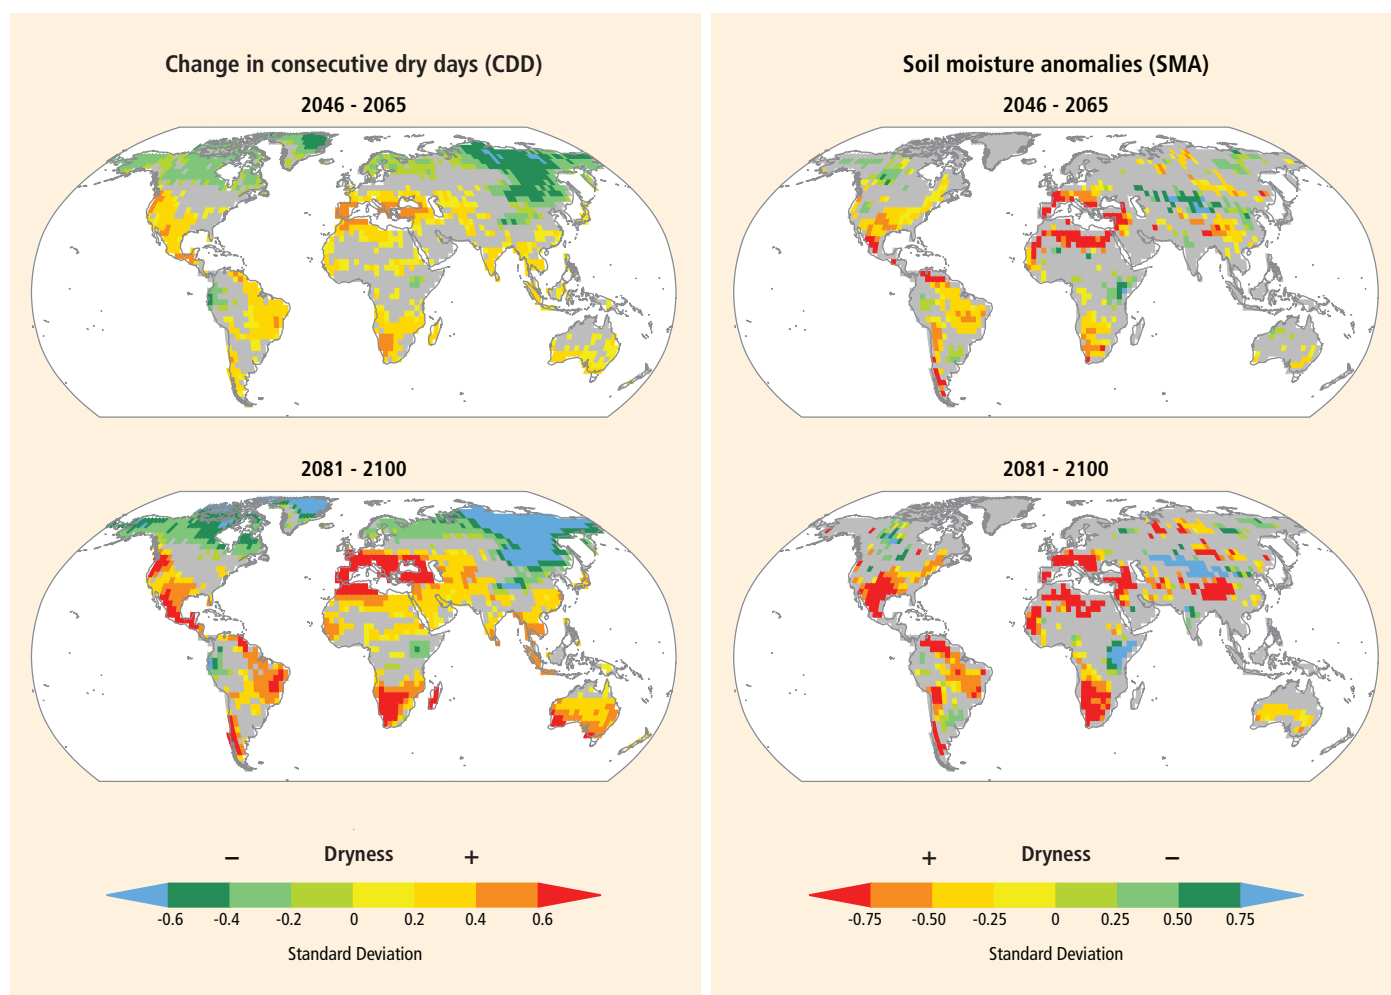 Change in consecutive dry days (CDD)
2046 - 2065
2081 - 2100
– Dryness +
-0.6 -0.4 -0.2 0 0.2 0.4 0.6
Standard Deviation
Soil moisture anomalies (SMA)
2046 - 2065
2081 - 2100
+ Dryness –
-0.75 -0.50 -0.25 0 0.25 0.50 0.75
Standard Deviation